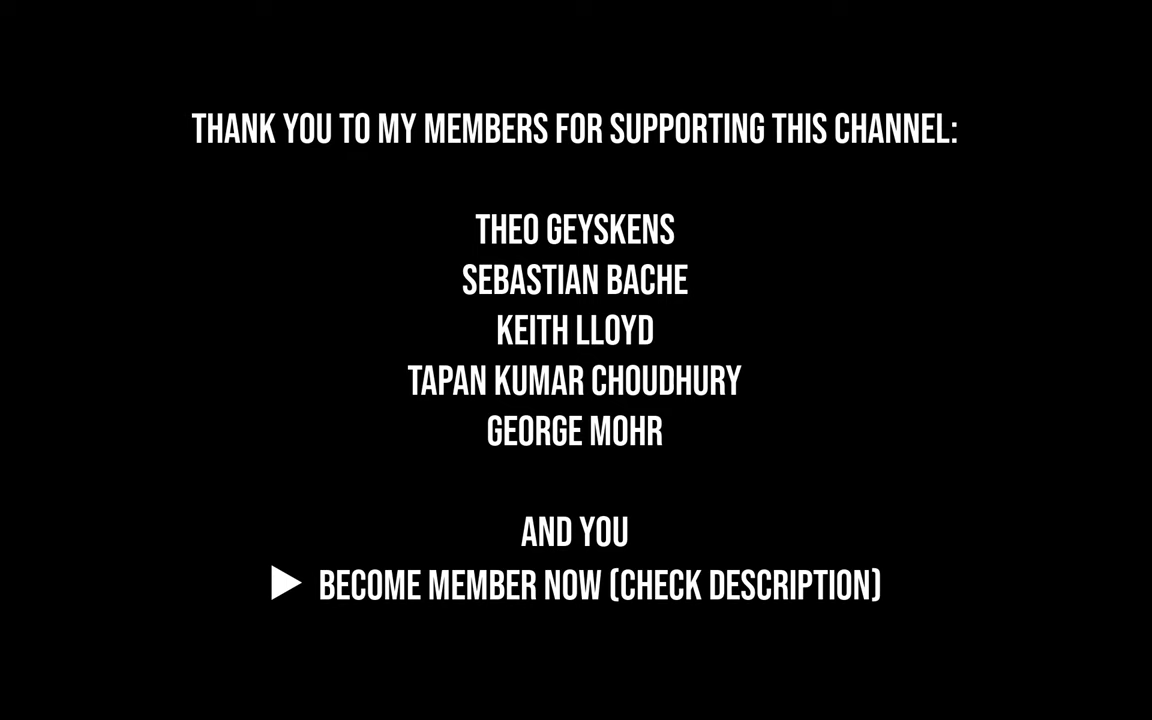 THANK YOU TO MY MEMBERS FOR SUPPORTING THIS CHANNEL:
THEO GEYSKENS
SEBASTIAN BACHE
KEITH LLOYD
TAPAN KUMAR CHOUDHURY
GEORGE MOHR
AND YOU
▶ BECOME MEMBER NOW (CHECK DESCRIPTION)